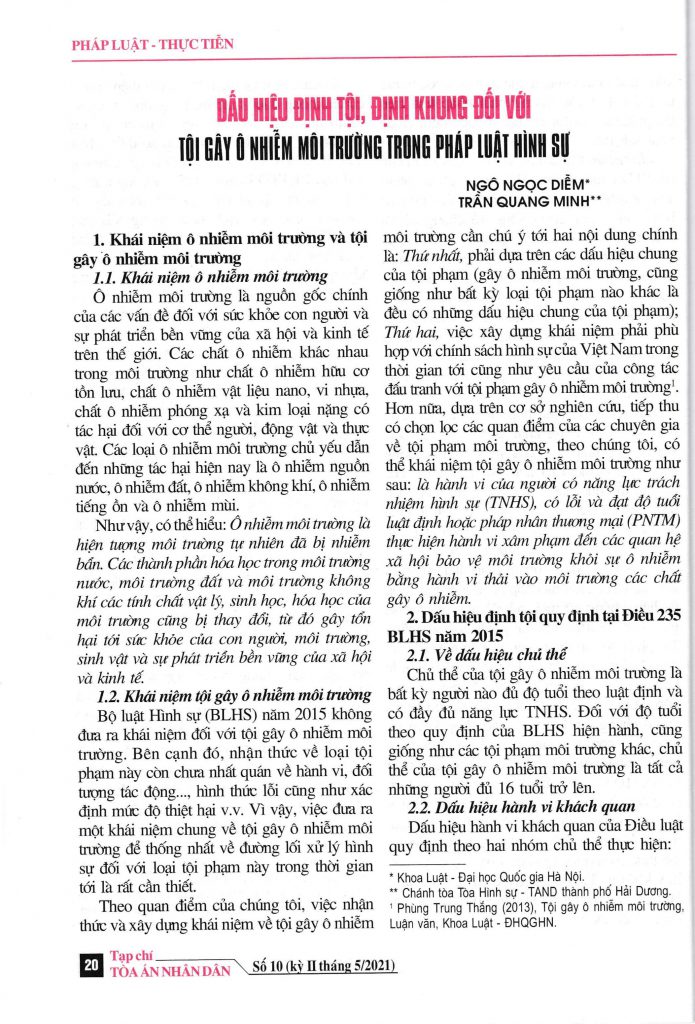 PHÁP LUẬT - THỰC TIỄN
DẤU HIỆU ĐỊNH TỘI, ĐỊNH KHUNG ĐỐI VỚI
TỘI GÂY Ô NHIỄM MÔI TRƯỜNG TRONG PHÁP LUẬT HÌNH SỰ
NGÔ NGỌC DIỄM*
TRẦN QUANG MINH**
1. Khái niệm ô nhiễm môi trường và tội
gây ô nhiễm môi trường
1.1. Khái niệm ô nhiễm môi trường
Ô nhiễm môi trường là nguồn gốc chính
của các vấn đề đối với sức khỏe con người và
sự phát triển bền vững của xã hội và kinh tế
trên thế giới. Các chất ô nhiễm khác nhau
trong môi trường như chất ô nhiễm hữu cơ
tồn lưu, chất ô nhiễm vật liệu nano, vi nhựa,
chất ô nhiễm phóng xạ và kim loại nặng có
tác hại đối với cơ thể người, động vật và thực
vật. Các loại ô nhiễm môi trường chủ yếu dẫn
đến những tác hại hiện nay là ô nhiễm nguồn
nước, ô nhiễm đất, ô nhiễm không khí, ô nhiễm
tiếng ồn và ô nhiễm mùi.
Như vậy, có thể hiểu: Ô nhiễm môi trường là
hiện tượng môi trường tự nhiên đã bị nhiễm
bẩn. Các thành phần hóa học trong môi trường
nước, môi trường đất và môi trường không
khí các tính chất vật lý, sinh học, hóa học của
môi trường cũng bị thay đổi, từ đó gây tổn
hại tới sức khỏe của con người, môi trường,
sinh vật và sự phát triển bền vững của xã hội
và kinh tế.
1.2. Khái niệm tội gây ô nhiễm môi trường
Bộ luật Hình sự (BLHS) năm 2015 không
đưa ra khái niệm đối với tội gây ô nhiễm môi
trường. Bên cạnh đó, nhận thức về loại tội
phạm này còn chưa nhất quán về hành vi, đối
tượng tác động..., hình thức lỗi cũng như xác
định mức độ thiệt hại v.v. Vì vậy, việc đưa ra
một khái niệm chung về tội gây ô nhiễm môi
trường để thống nhất về đường lối xử lý hình
sự đối với loại tội phạm này trong thời gian
tới là rất cần thiết.
Theo quan điểm của chúng tôi, việc nhận
thức và xây dựng khái niệm về tội gây ô nhiễm
môi trường cần chú ý tới hai nội dung chính
là: Thứ nhất, phải dựa trên các dấu hiệu chung
của tội phạm (gây ô nhiễm môi trường, cũng
giống như bất kỳ loại tội phạm nào khác là
đều có những dấu hiệu chung của tội phạm);
Thứ hai, việc xây dựng khái niệm phải phù
hợp với chính sách hình sự của Việt Nam trong
thời gian tới cũng như yêu cầu của công tác
đấu tranh với tội phạm gây ô nhiễm môi trường¹.
Hơn nữa, dựa trên cơ sở nghiên cứu, tiếp thu
có chọn lọc các quan điểm của các chuyên gia
về tội phạm môi trường, theo chúng tôi, có
thể khái niệm tội gây ô nhiễm môi trường như
sau: là hành vi của người có năng lực trách
nhiệm hình sự (TNHS), có lỗi và đạt độ tuổi
luật định hoặc pháp nhân thương mại (PNTM)
thực hiện hành vi xâm phạm đến các quan hệ
xã hội bảo vệ môi trường khỏi sự ô nhiễm
bằng hành vi thải vào môi trường các chất
gây ô nhiễm.
2. Dấu hiệu định tội quy định tại Điều 235
BLHS năm 2015
2.1. Về dấu hiệu chủ thể
Chủ thể của tội gây ô nhiễm môi trường là
bất kỳ người nào đủ độ tuổi theo luật định và
có đầy đủ năng lực TNHS. Đối với độ tuổi
theo quy định của BLHS hiện hành, cũng
giống như các tội phạm môi trường khác, chủ
thể của tội gây ô nhiễm môi trường là tất cả
những người đủ 16 tuổi trở lên.
2.2. Dấu hiệu hành vi khách quan
Dấu hiệu hành vi khách quan của Điều luật
quy định theo hai nhóm chủ thể thực hiện:
* Khoa Luật - Đại học Quốc gia Hà Nội.
** Chánh tòa Tòa Hình sự - TAND thành phố Hải Dương.
¹ Phùng Trung Thắng (2013), Tội gây ô nhiễm môi trường,
Luận văn, Khoa Luật - ĐHQGHN.
20 Tạp chí
TÒA ÁN NHÂN DÂN Số 10 (kỳ II tháng 5/2021)